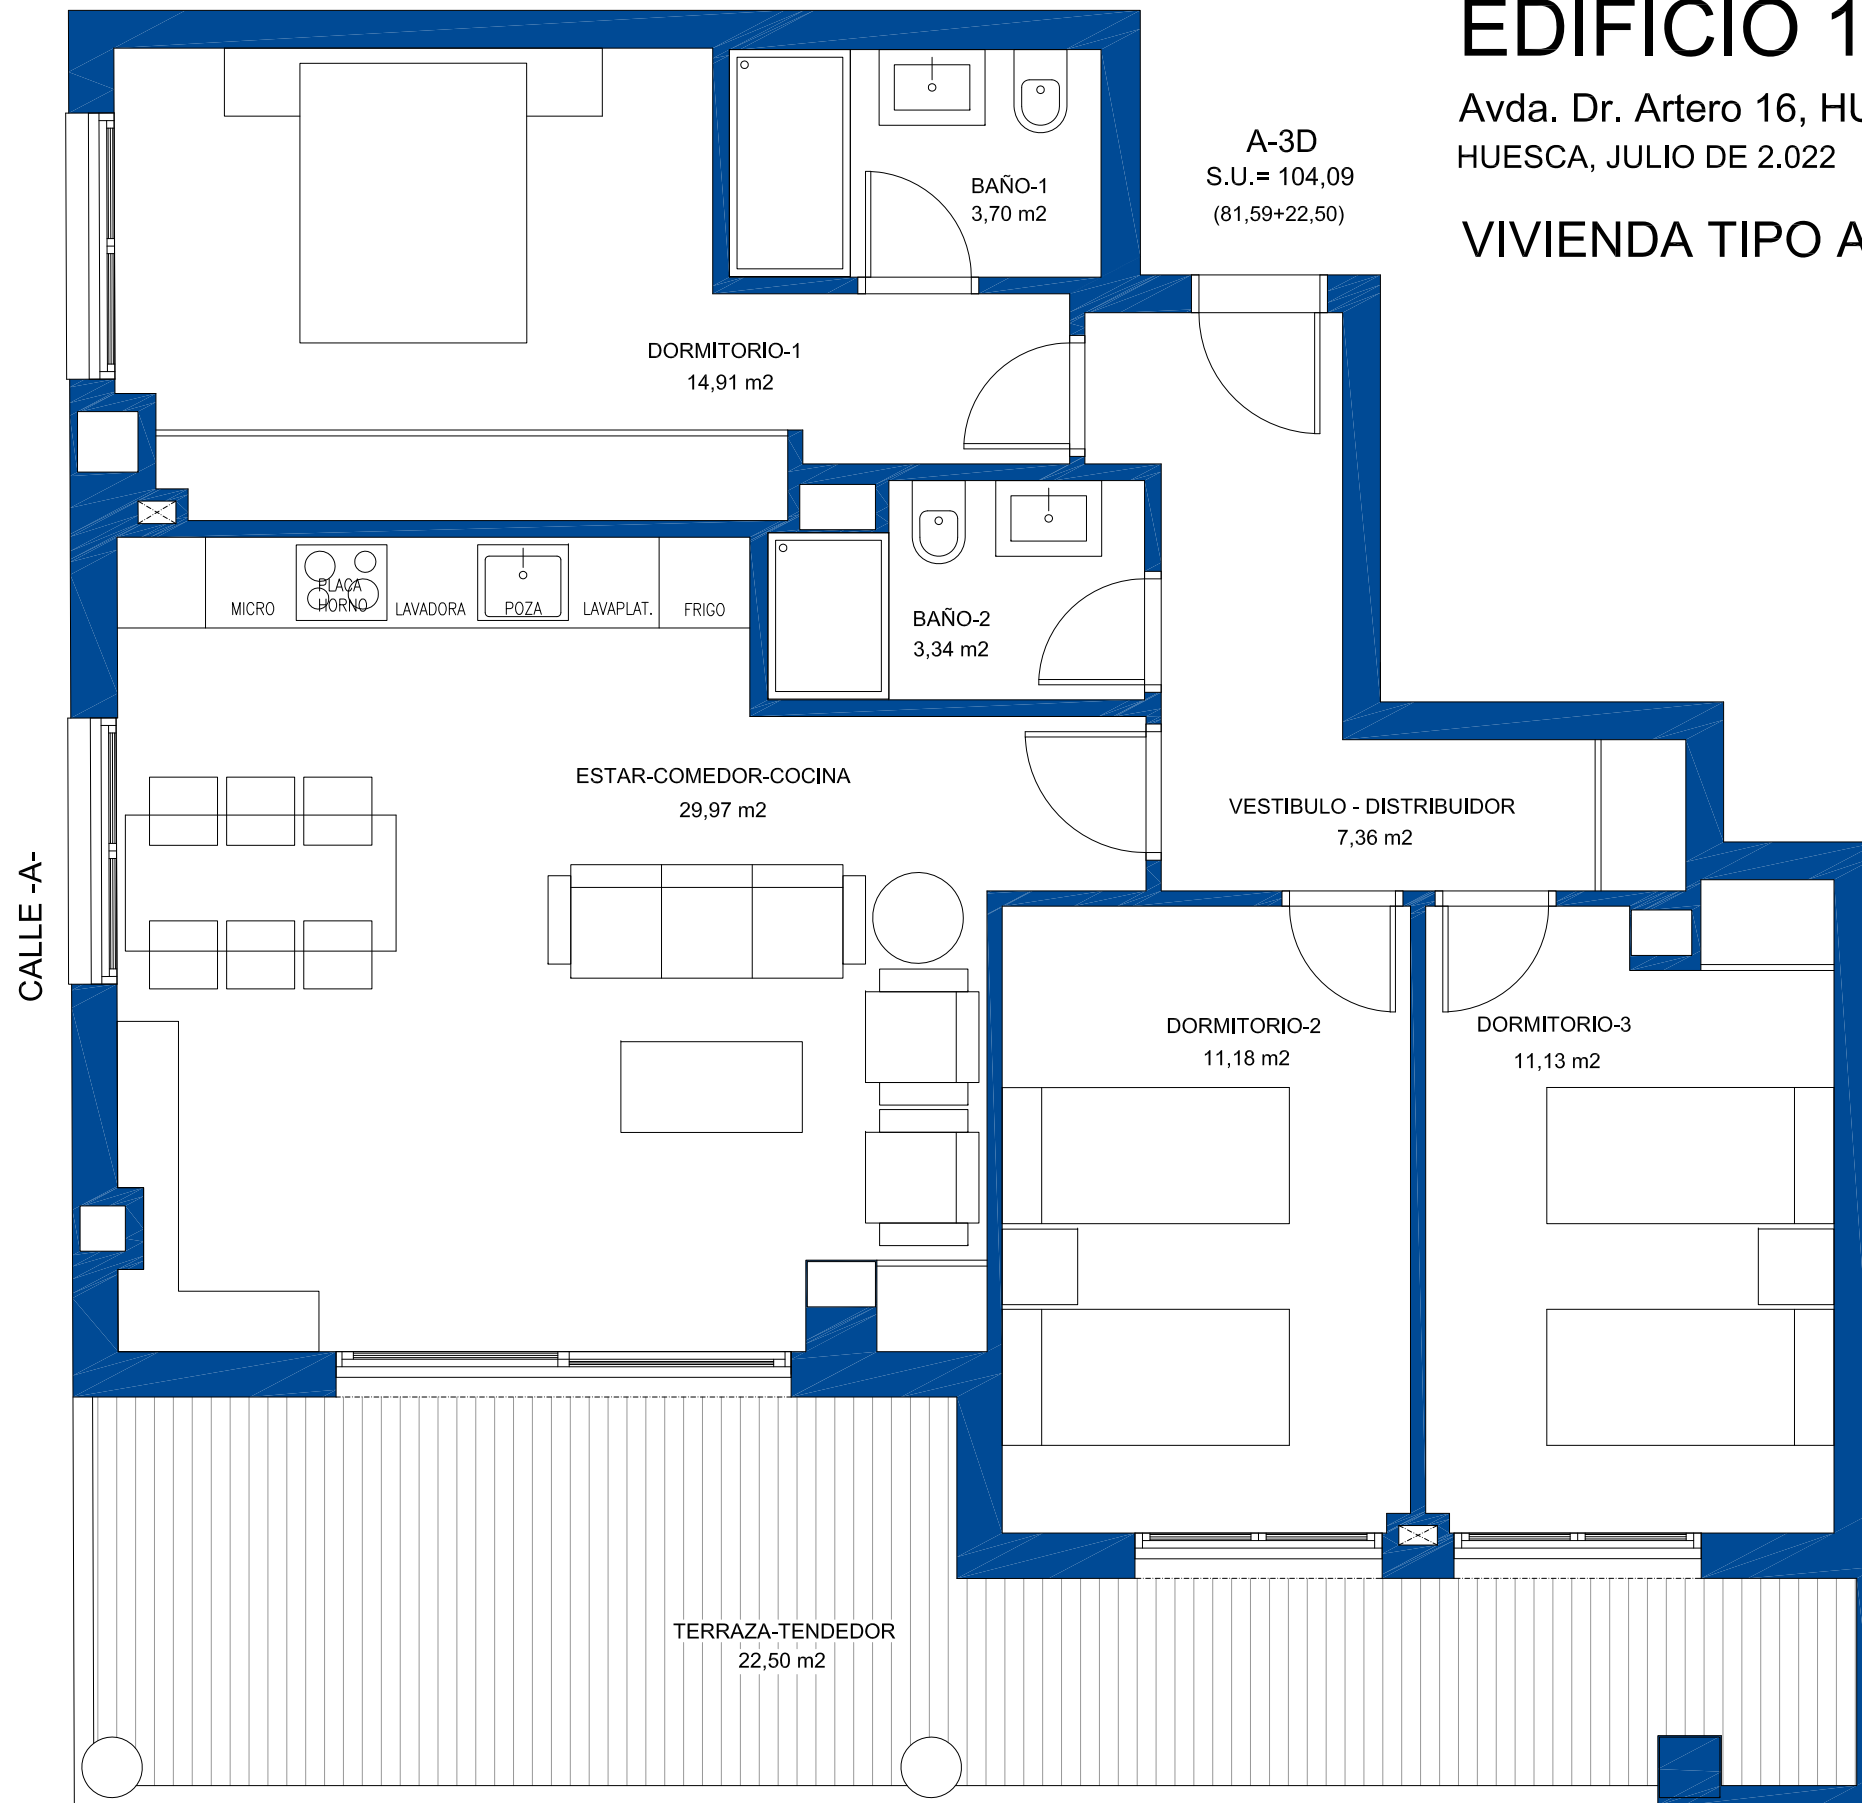 EDIFICIO 1
Avda. Dr. Artero 16, HU
HUESCA, JULIO DE 2.022
VIVIENDA TIPO A
A-3D
S.U.= 104,09
(81,59+22,50)
BAÑO-1
3,70 m2
DORMITORIO-1
14,91 m2
MICRO
PLACA
HORNO
LAVADORA
POZA
LAVAPLAT.
FRIGO
BAÑO-2
3,34 m2
ESTAR-COMEDOR-COCINA
29,97 m2
VESTIBULO - DISTRIBUIDOR
7,36 m2
CALLE -A-
DORMITORIO-2
11,18 m2
DORMITORIO-3
11,13 m2
TERRAZA-TENDEDOR
22,50 m2